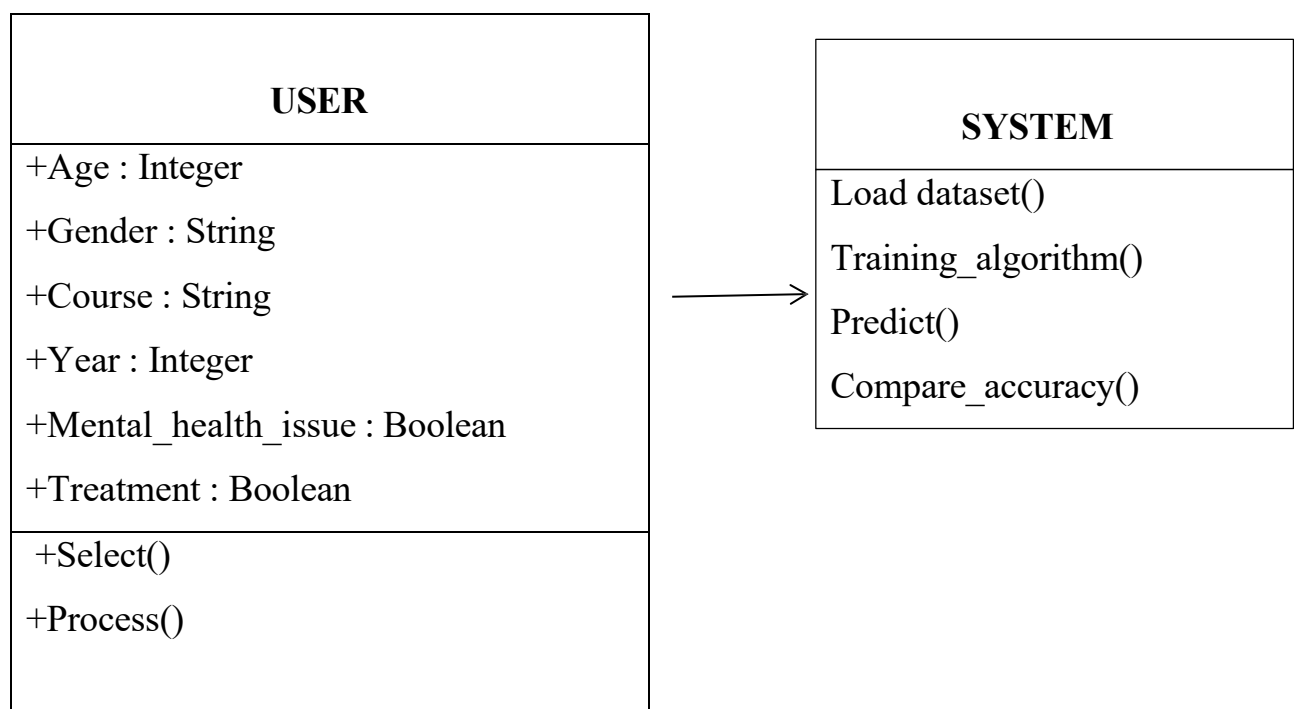 USER
+Age : Integer
+Gender : String
+Course : String
+Year : Integer
+Mental_health_issue : Boolean
+Treatment : Boolean
+Select()
+Process()
SYSTEM
Load dataset()
Training_algorithm()
Predict()
Compare_accuracy()